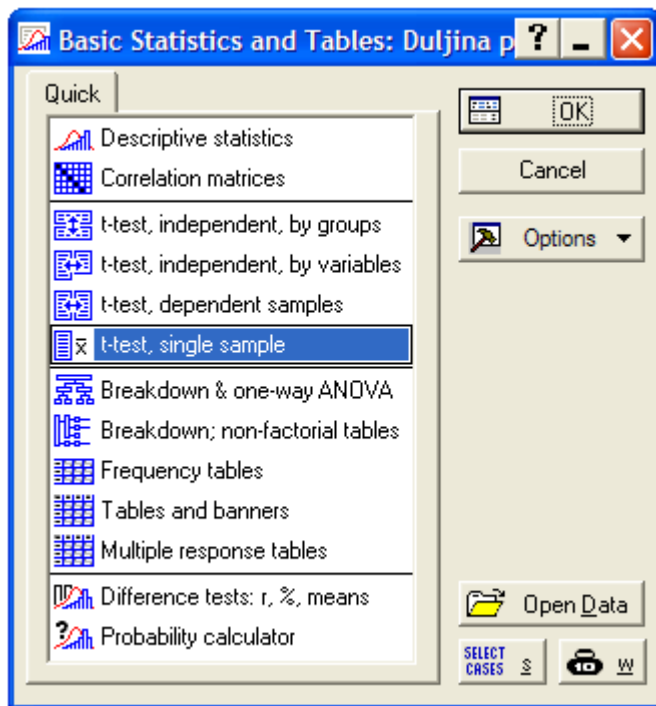 Basic Statistics and Tables: Duljina p
Quick
Descriptive statistics
Correlation matrices
t-test, independent, by groups
t-test, independent, by variables
t-test, dependent samples
t-test, single sample
Breakdown & one-way ANOVA
Breakdown; non-factorial tables
Frequency tables
Tables and banners
Multiple response tables
Difference tests: r, %, means
Probability calculator
OK
Cancel
Options
Open Data
SELECT
CASES S
W